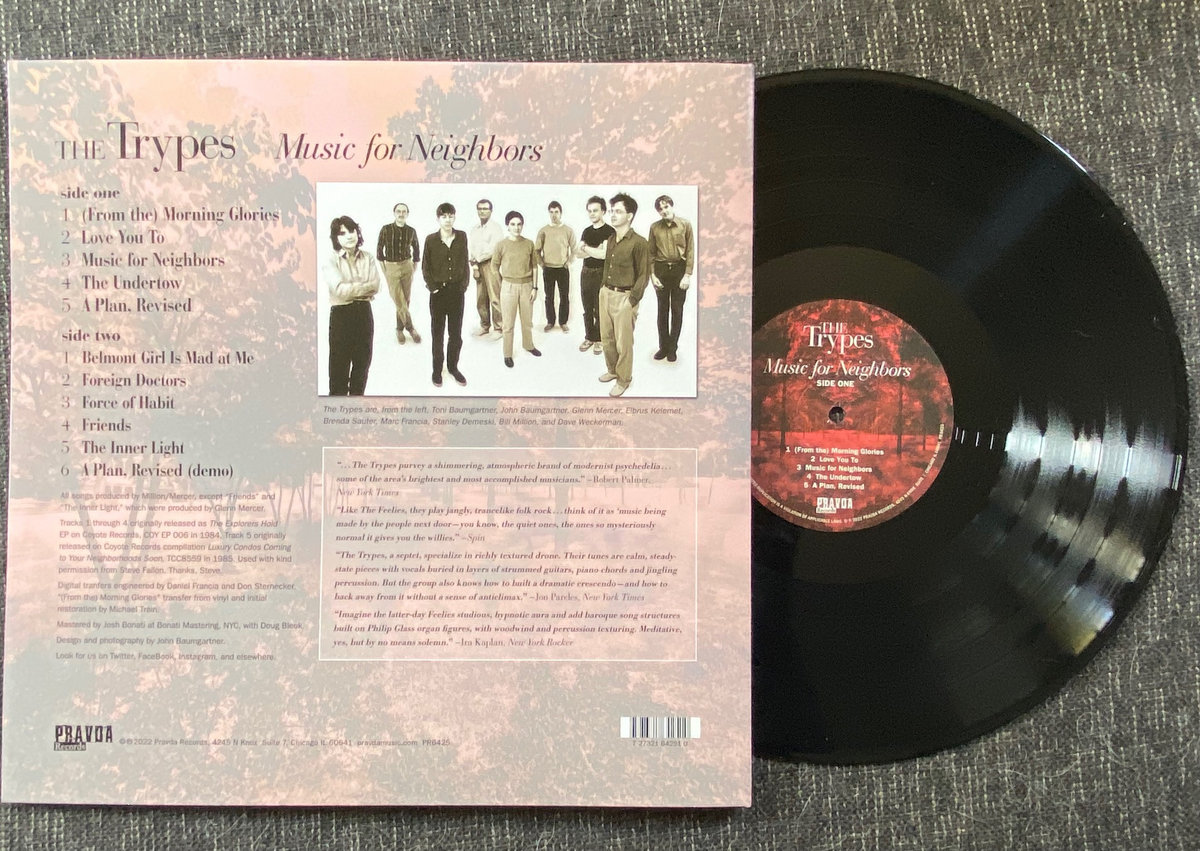 THE Trypes Music for Neighbors
side one
1 (From the) Morning Glories
2 Love You To
3 Music for Neighbors
4 The Undertow
5 A Plan, Revised
side two
1 Belmont Girl Is Mad at Me
2 Foreign Doctors
3 Force of Habit
4 Friends
5 The Inner Light
6 A Plan, Revised (demo)
All songs produced by Million/Mercer, except "Friends" and
"The Inner Light," which were produced by Glenn Mercer.
Tracks 1 through 4 originally released as The Explorers Hold
EP on Coyote Records, COY EP 006 in 1984. Track 5 originally
released on Coyote Records compilation Luxury Condos Coming
to Your Neighborhoods Soon, TCC8559 in 1985. Used with kind
permission from Steve Fallon. Thanks, Steve.
Digital tranfers engineered by Daniel Francia and Don Sternecker.
"(From the) Morning Glories" transfer from vinyl and initial
restoration by Michael Train.
Mastered by Josh Bonati at Bonati Mastering, NYC, with Doug Bleek.
Design and photography by John Baumgartner.
Look for us on Twitter, FaceBook, Instagram, and elsewhere.
The Trypes are, from the left, Toni Baumgartner, John Baumgartner, Glenn Mercer, Elbrus Kelemet,
Brenda Sauter, Marc Francia, Stanley Demeski, Bill Million, and Dave Weckerman.
"…The Trypes purvey a shimmering, atmospheric brand of modernist psychedelia…
some of the area's brightest and most accomplished musicians." –Robert Palmer,
New York Times
"Like The Feelies, they play jangly, trancelike folk rock…think of it as 'music being
made by the people next door—you know, the quiet ones, the ones so mysteriously
normal it gives you the willies." –Spin
"The Trypes, a septet, specialize in richly textured drone. Their tunes are calm, steady-
state pieces with vocals buried in layers of strummed guitars, piano chords and jingling
percussion. But the group also knows how to built a dramatic crescendo—and how to
back away from it without a sense of anticlimax." –Jon Pareles, New York Times
"Imagine the latter-day Feelies studious, hypnotic aura and add baroque song structures
built on Philip Glass organ figures, with woodwind and percussion texturing. Meditative,
yes, but by no means solemn." –Ira Kaplan, New York Rocker
PRAVDA
Records
©℗2022 Pravda Records, 4245 N Knox Suite 7, Chicago IL 60641 pravdamusic.com PR6425
7 27321 64251 0
THE
Trypes
Music for Neighbors
SIDE ONE
1 (From the) Morning Glories
2 Love You To
3 Music for Neighbors
4 The Undertow
5 A Plan, Revised
PRAVDA